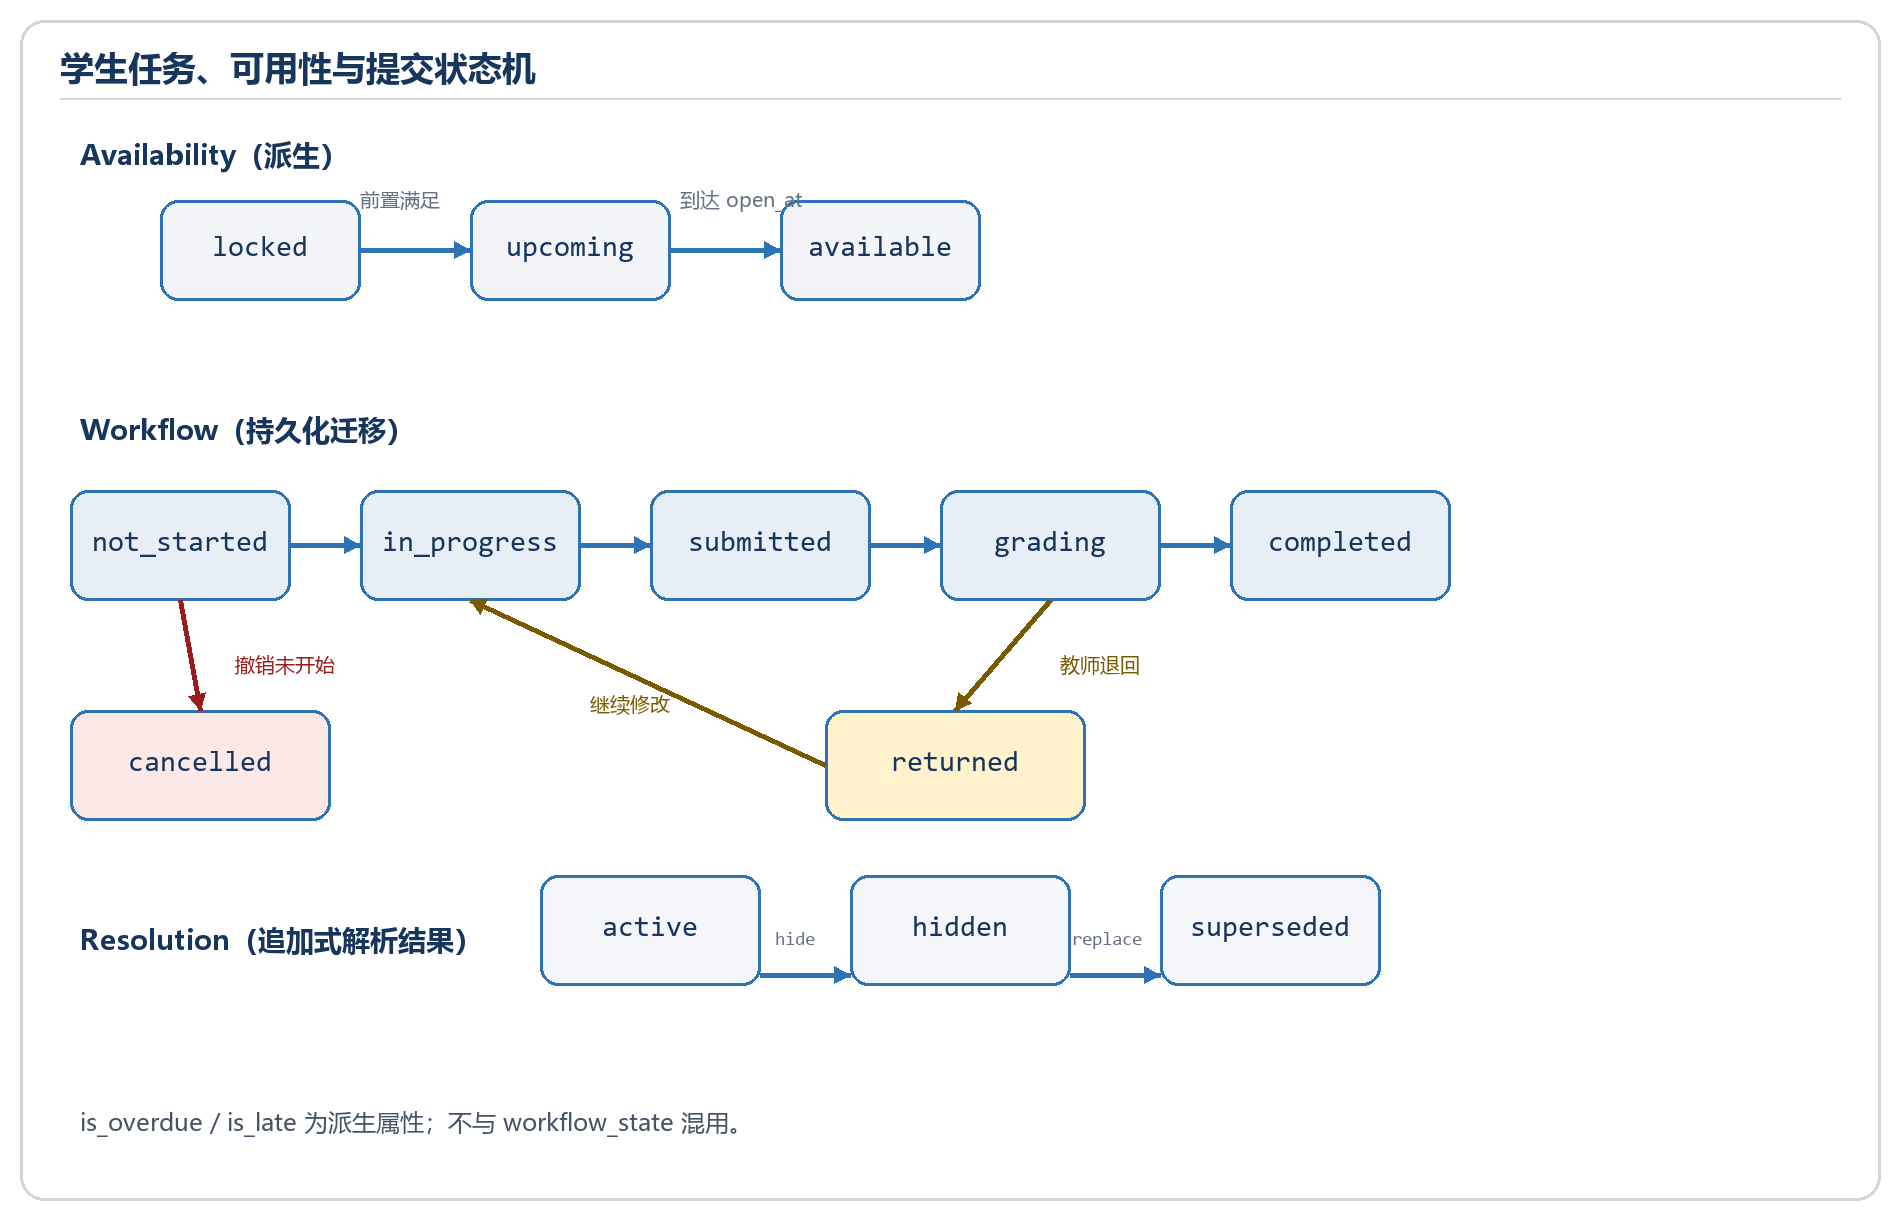 学生任务、可用性与提交状态机
Availability（派生）
前置满足
到达 open_at
locked
upcoming
available
Workflow（持久化迁移）
not_started
in_progress
submitted
grading
completed
撤销未开始
教师退回
继续修改
cancelled
returned
Resolution（追加式解析结果）
active
hide
hidden
replace
superseded
is_overdue / is_late 为派生属性；不与 workflow_state 混用。